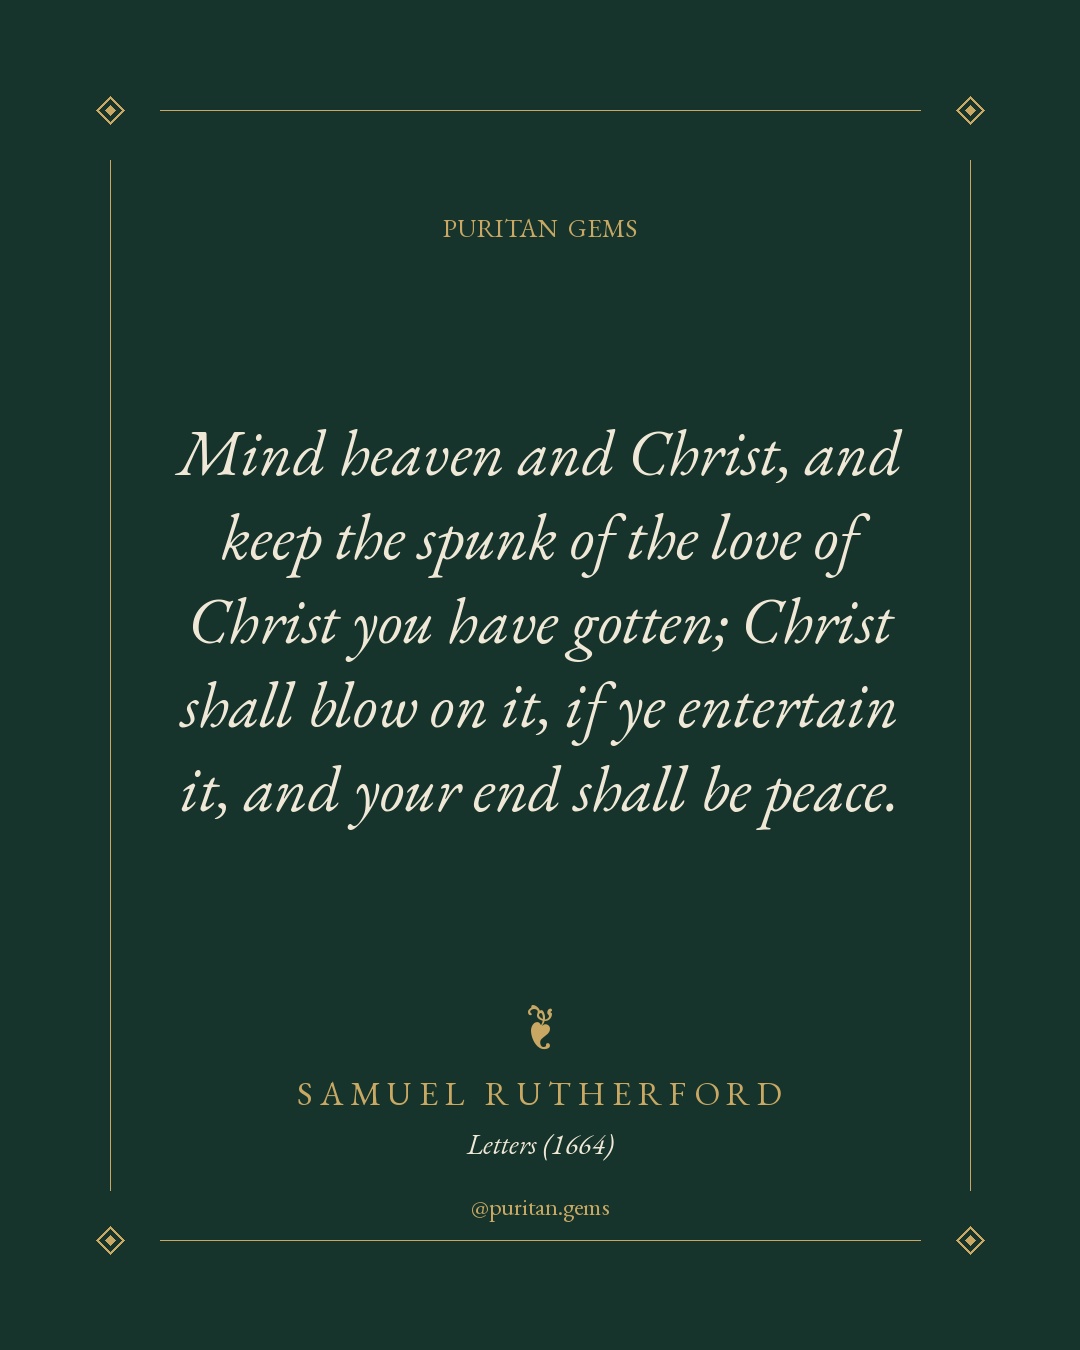 PURITAN GEMS
Mind heaven and Christ, and
keep the spunk of the love of
Christ you have gotten; Christ
shall blow on it, if ye entertain
it, and your end shall be peace.
SAMUEL RUTHERFORD
Letters (1664)
@puritan.gems